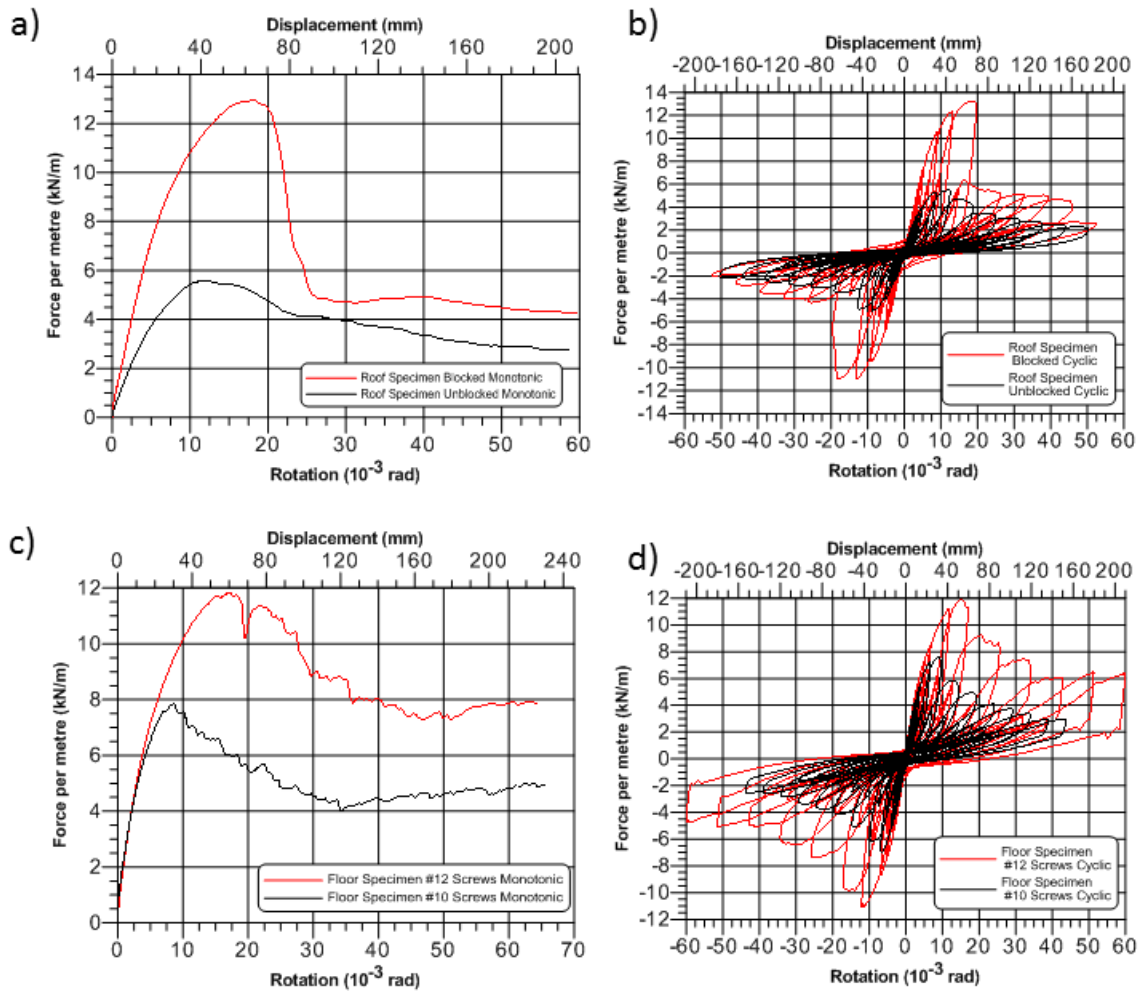 a)
Displacement (mm)
0 40 80 120 160 200
14
12
10
8
6
4
2
0
Force per metre (kN/m)
Roof Specimen Blocked Monotonic
Roof Specimen Unblocked Monotonic
0 10 20 30 40 50 60
Rotation (10⁻³ rad)
b)
Displacement (mm)
-200 -160 -120 -80 -40 0 40 80 120 160 200
14
12
10
8
6
4
2
0
-2
-4
-6
-8
-10
-12
-14
Force per metre (kN/m)
Roof Specimen
Blocked Cyclic
Roof Specimen
Unblocked Cyclic
-60 -50 -40 -30 -20 -10 0 10 20 30 40 50 60
Rotation (10⁻³ rad)
c)
Displacement (mm)
0 40 80 120 160 200 240
12
10
8
6
4
2
0
Force per metre (kN/m)
Floor Specimen #12 Screws Monotonic
Floor Specimen #10 Screws Monotonic
0 10 20 30 40 50 60 70
Rotation (10⁻³ rad)
d)
Displacement (mm)
-200 -160 -120 -80 -40 0 40 80 120 160 200
12
10
8
6
4
2
0
-2
-4
-6
-8
-10
-12
Force per metre (kN/m)
Floor Specimen
#12 Screws Cyclic
Floor Specimen
#10 Screws Cyclic
-60 -50 -40 -30 -20 -10 0 10 20 30 40 50 60
Rotation (10⁻³ rad)